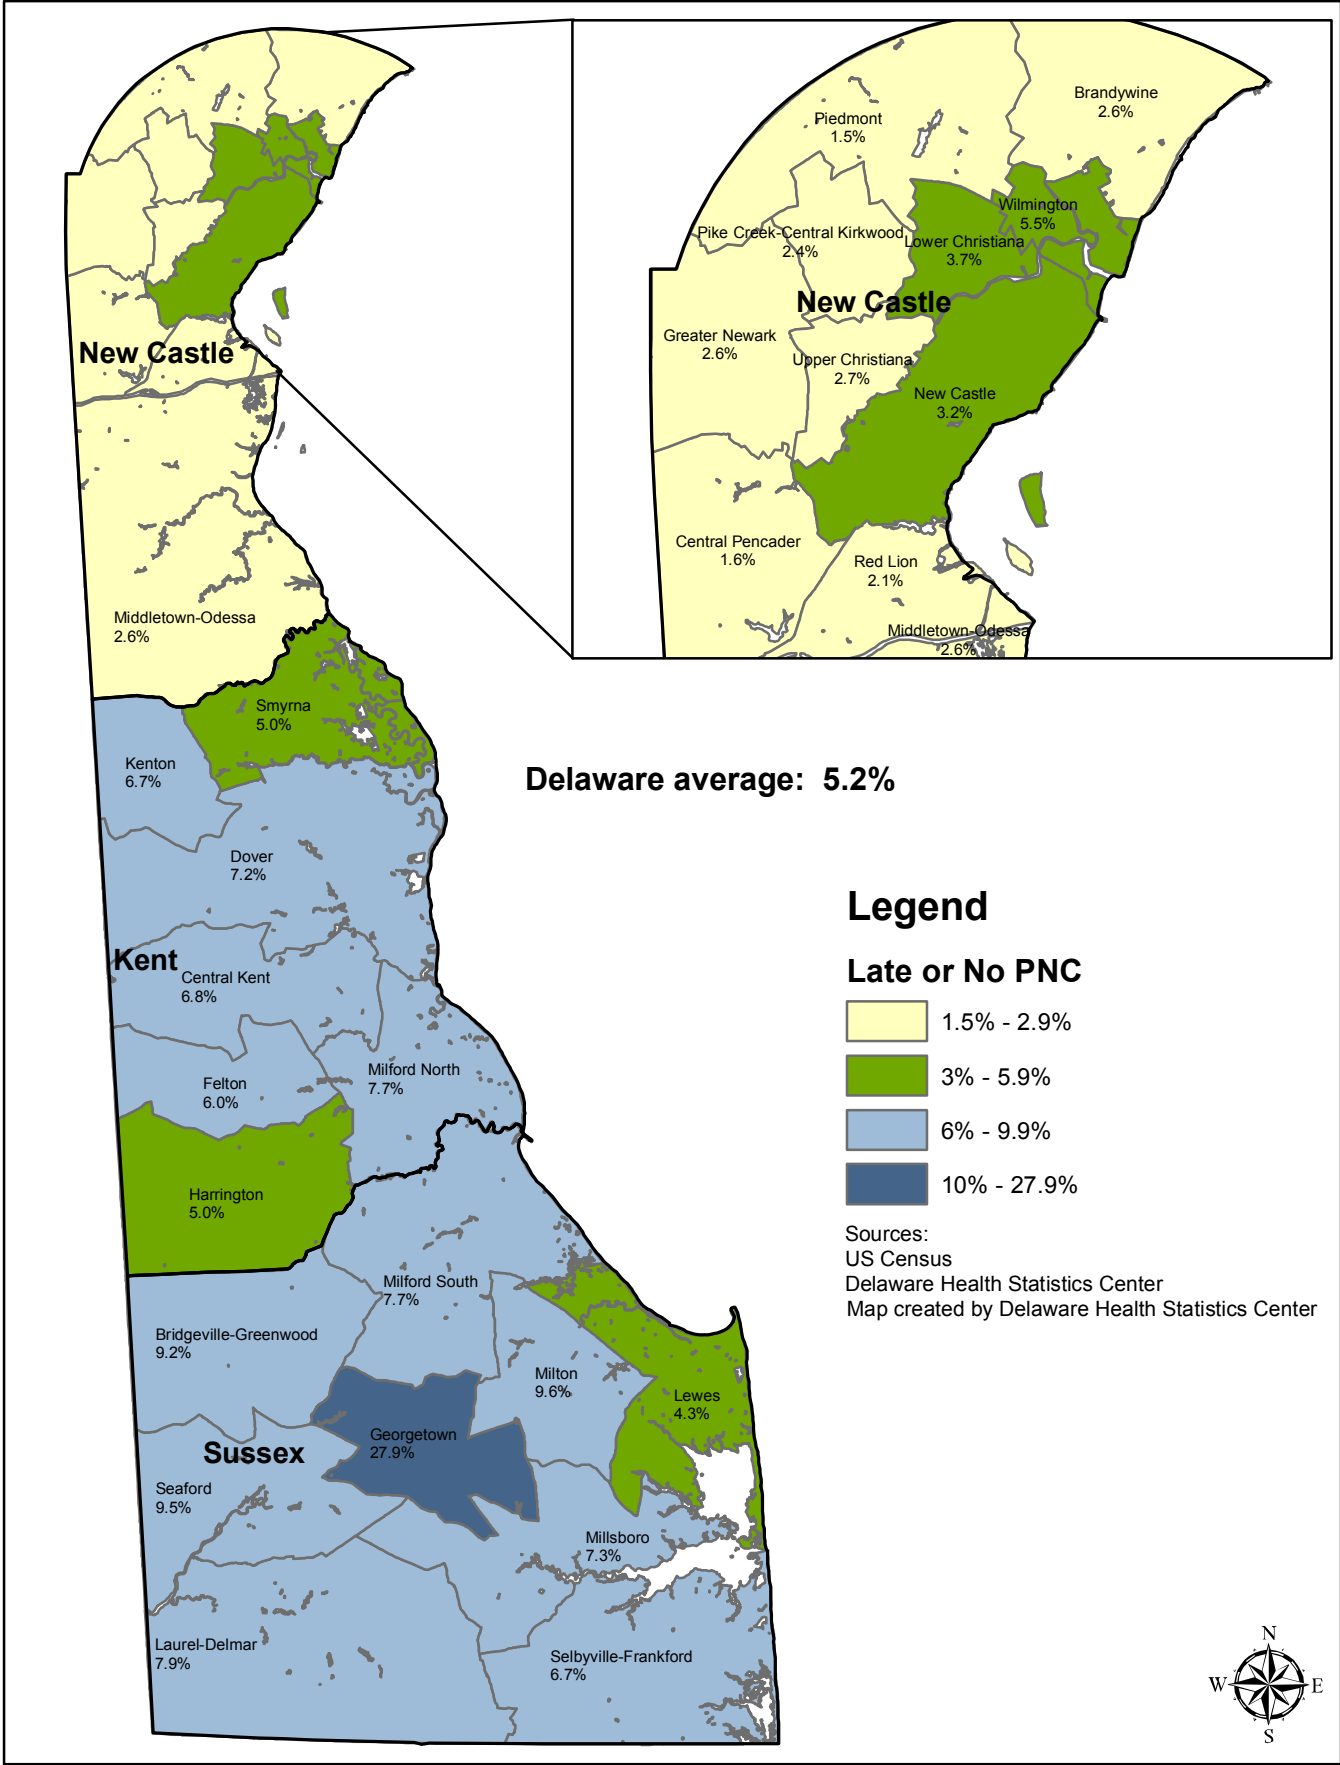 Brandywine
2.6%
Piedmont
1.5%
Wilmington
5.5%
Pike Creek-Central Kirkwood
2.4%
Lower Christiana
3.7%
New Castle
Greater Newark
2.6%
Upper Christiana
2.7%
New Castle
3.2%
Central Pencader
1.6%
Red Lion
2.1%
Middletown-Odessa
2.6%
New Castle
Middletown-Odessa
2.6%
Smyrna
5.0%
Kenton
6.7%
Delaware average: 5.2%
Dover
7.2%
Kent
Central Kent
6.8%
Milford North
7.7%
Felton
6.0%
Harrington
5.0%
Legend
Late or No PNC
1.5% - 2.9%
3% - 5.9%
6% - 9.9%
10% - 27.9%
Sources:
US Census
Delaware Health Statistics Center
Map created by Delaware Health Statistics Center
Milford South
7.7%
Bridgeville-Greenwood
9.2%
Milton
9.6%
Lewes
4.3%
Georgetown
27.9%
Sussex
Seaford
9.5%
Millsboro
7.3%
Laurel-Delmar
7.9%
Selbyville-Frankford
6.7%
N
W
E
S